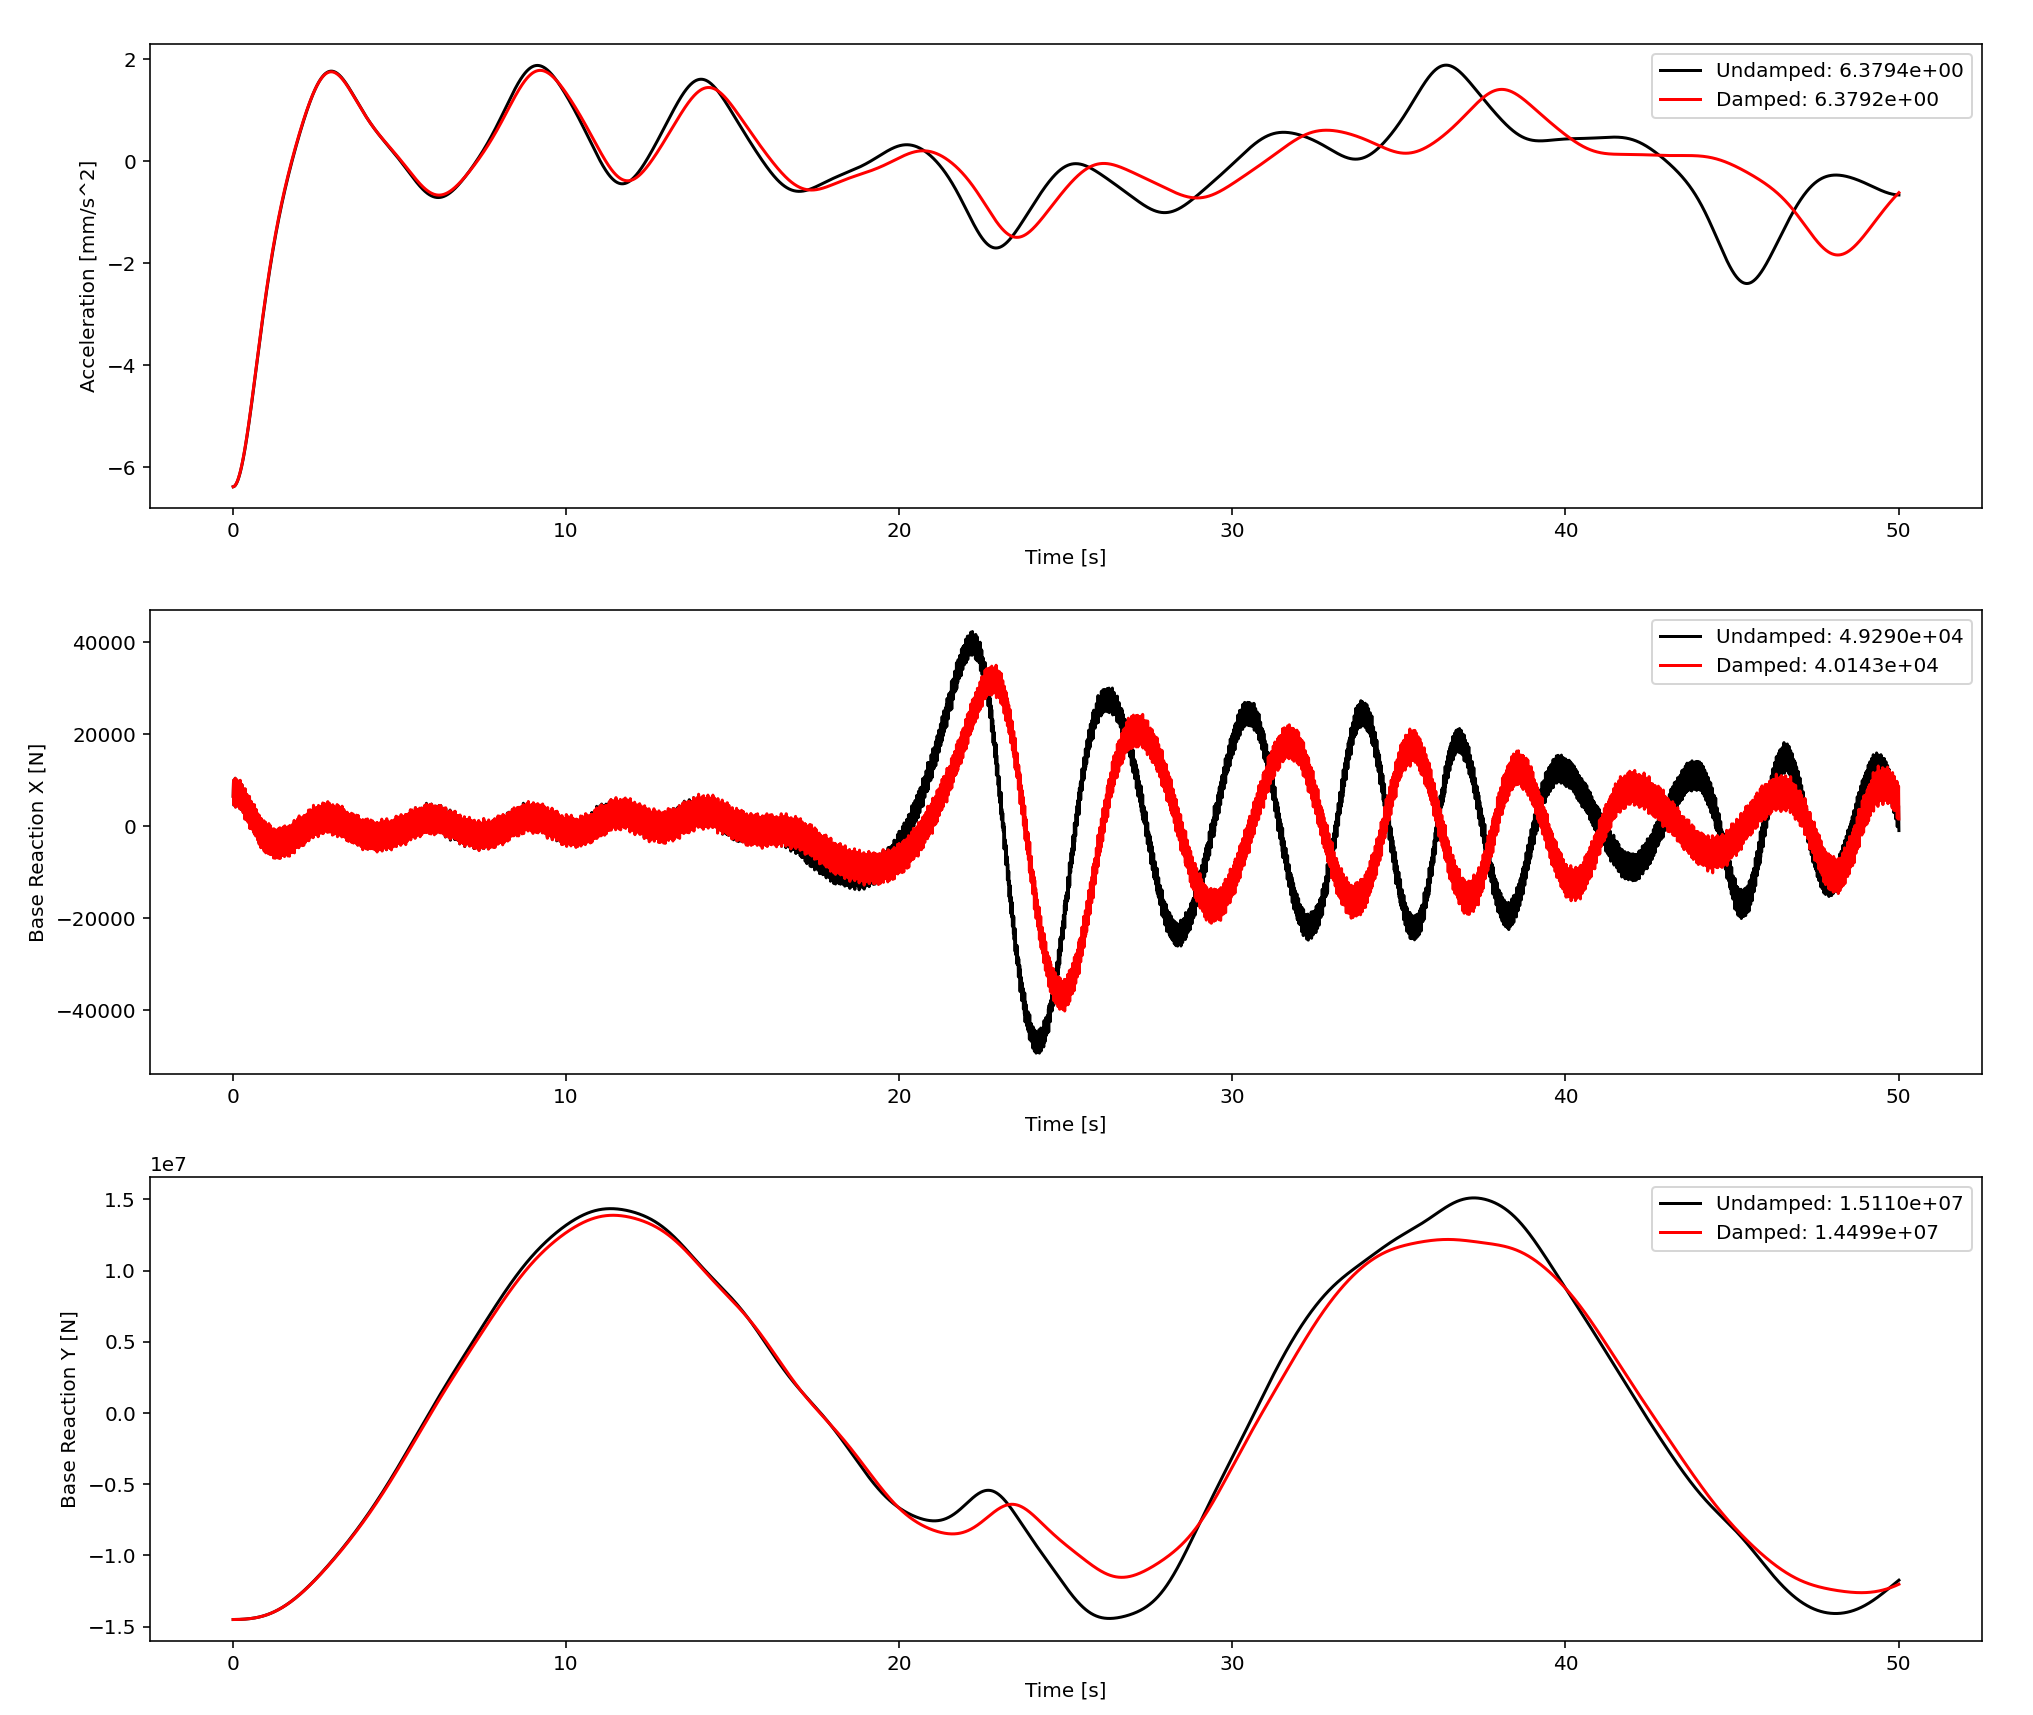 2
0
−2
−4
−6
Acceleration [mm/s^2]
Undamped: 6.3794e+00
Damped: 6.3792e+00
0 10 20 30 40 50
Time [s]
40000
20000
0
−20000
−40000
Base Reaction X [N]
Undamped: 4.9290e+04
Damped: 4.0143e+04
0 10 20 30 40 50
Time [s]
1e7
1.5
1.0
0.5
0.0
−0.5
−1.0
−1.5
Base Reaction Y [N]
Undamped: 1.5110e+07
Damped: 1.4499e+07
0 10 20 30 40 50
Time [s]